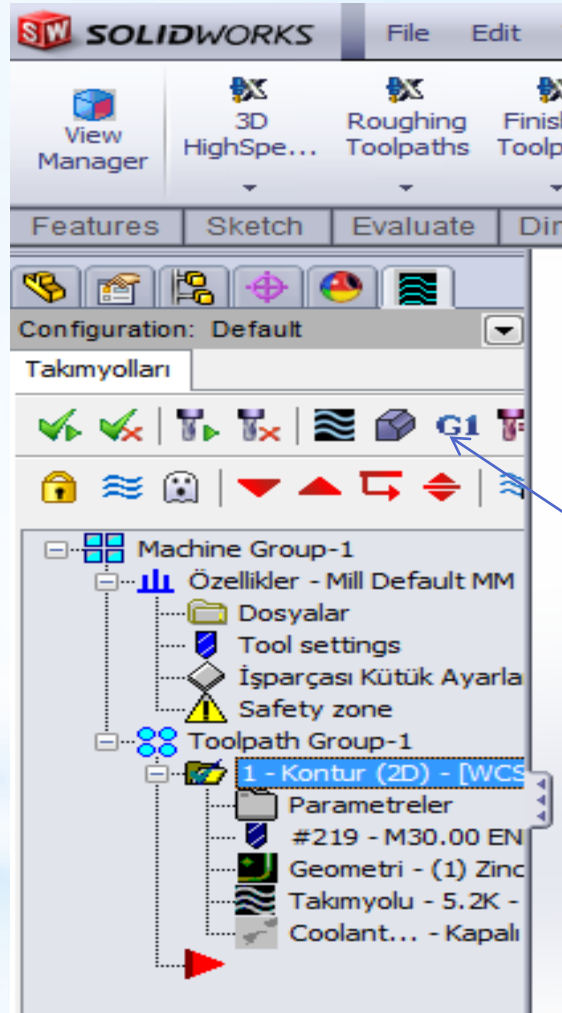 SW SOLIDWORKS File Edit
View Manager
3D HighSpe...
Roughing Toolpaths
Features Sketch Evaluate
Configuration: Default
Takımyolları
G1
Machine Group-1
Özellikler - Mill Default MM
Dosyalar
Tool settings
İşparçası Kütük
Safety zone
Toolpath Group-1
1 - Kontur (2D) - [WCS
Parametreler
#219 - M30.00 EN
Geometri - (1)
Takımyolu - 5.2K -
Coolant... - Kapalı